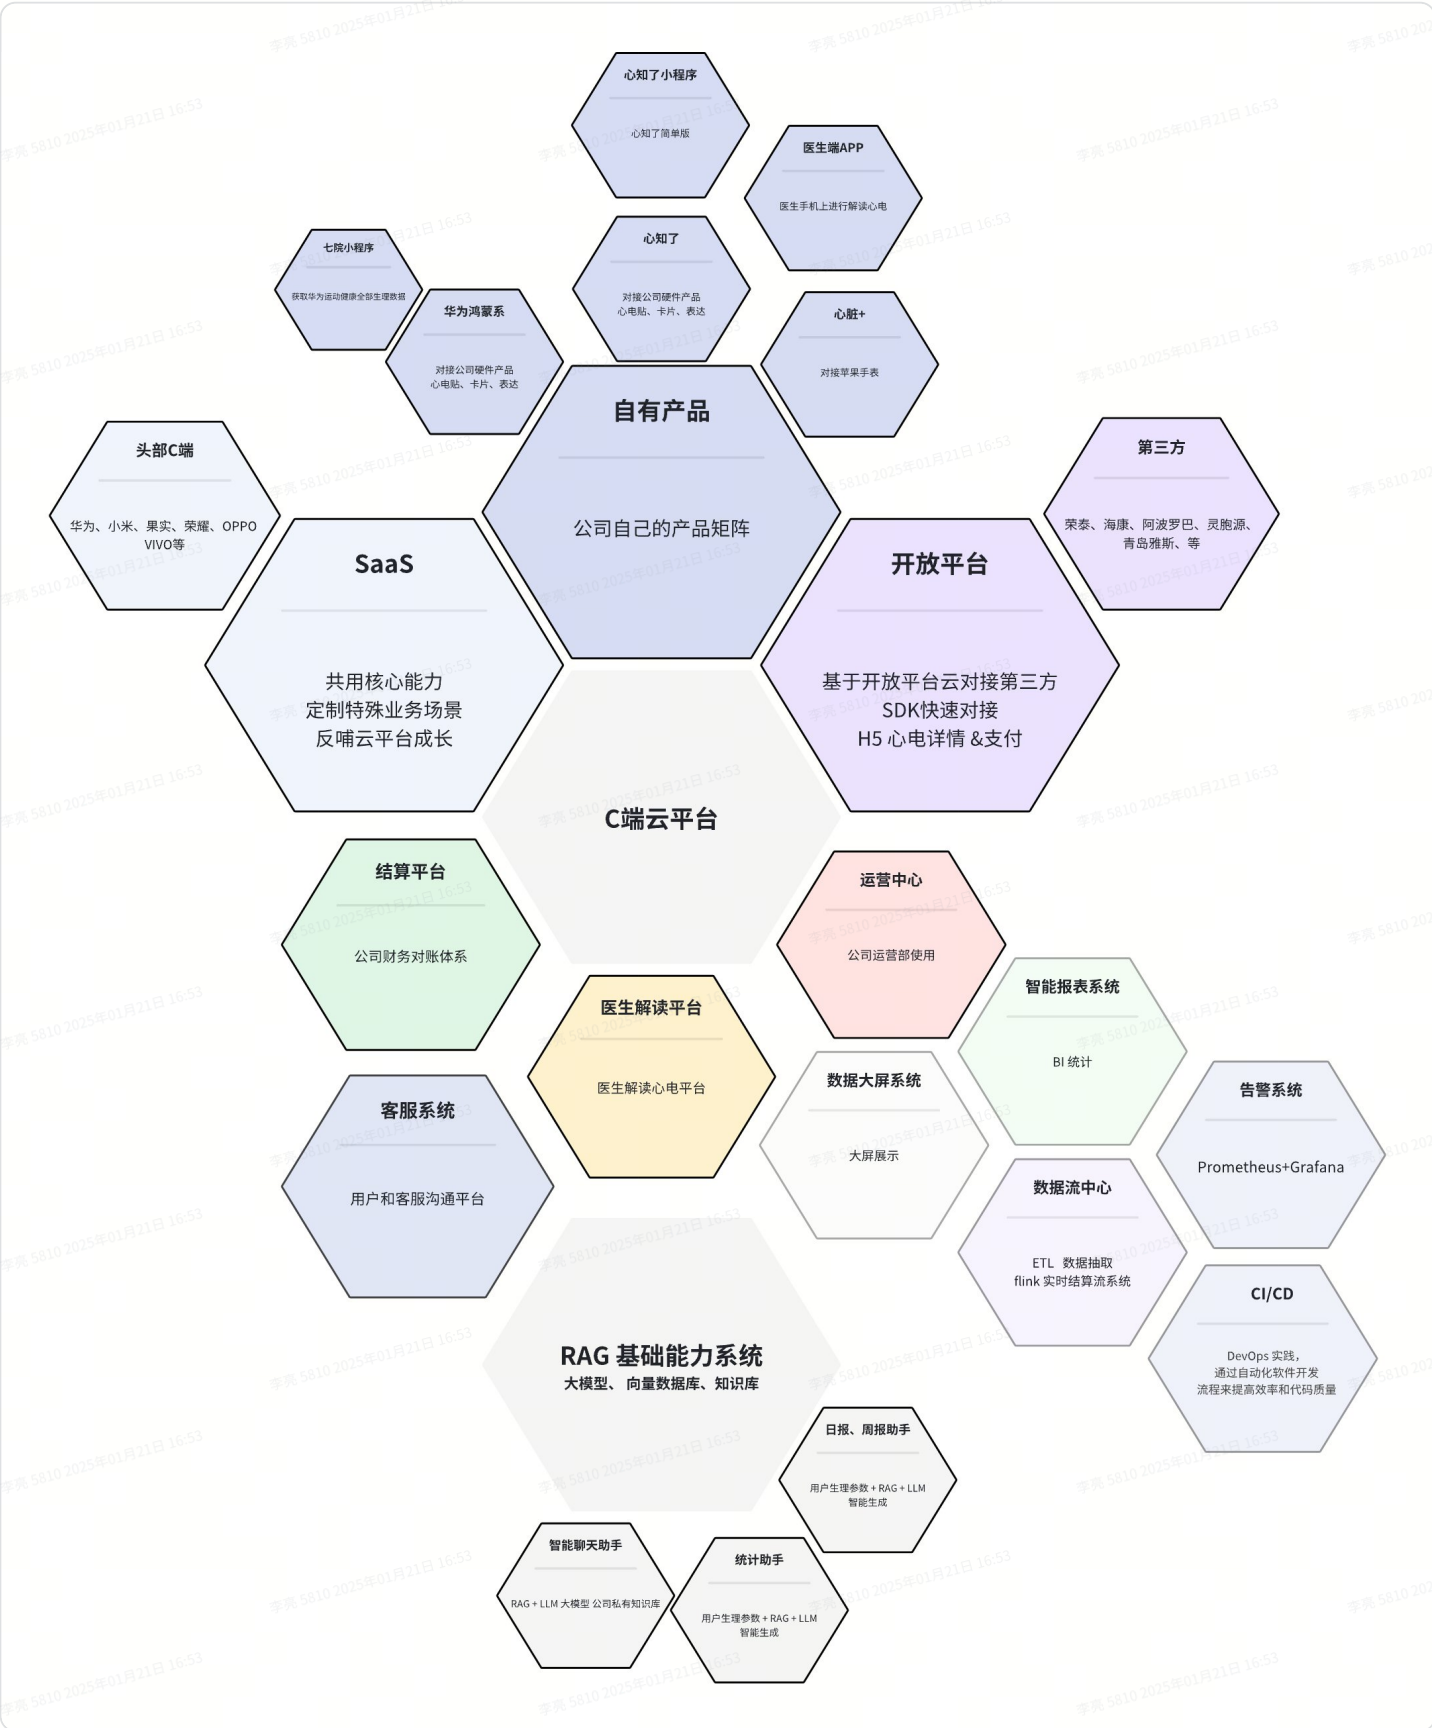 心知了小程序
心知了简单版
医生端APP
医生手机上进行解读心电
七院小程序
获取华为运动健康全部生理数据
心知了
对接公司硬件产品
心电贴、卡片、表达
华为鸿蒙系
对接公司硬件产品
心电贴、卡片、表达
心脏+
对接苹果手表
自有产品
公司自己的产品矩阵
头部C端
华为、小米、果实、荣耀、OPPO
VIVO等
第三方
荣泰、海康、阿波罗巴、灵胞源、
青岛雅斯、等
SaaS
共用核心能力
定制特殊业务场景
反哺云平台成长
开放平台
基于开放平台云对接第三方
SDK快速对接
H5 心电详情 &支付
C端云平台
结算平台
公司财务对账体系
运营中心
公司运营部使用
医生解读平台
医生解读心电平台
智能报表系统
BI 统计
数据大屏系统
大屏展示
告警系统
Prometheus+Grafana
客服系统
用户和客服沟通平台
数据流中心
ETL 数据抽取
flink 实时结算流系统
CI/CD
DevOps 实践，
通过自动化软件开发
流程来提高效率和代码质量
RAG 基础能力系统
大模型、 向量数据库、知识库
日报、周报助手
用户生理参数 + RAG + LLM
智能生成
智能聊天助手
RAG + LLM 大模型 公司私有知识库
统计助手
用户生理参数 + RAG + LLM
智能生成
李亮 5810 2025年01月21日 16:53